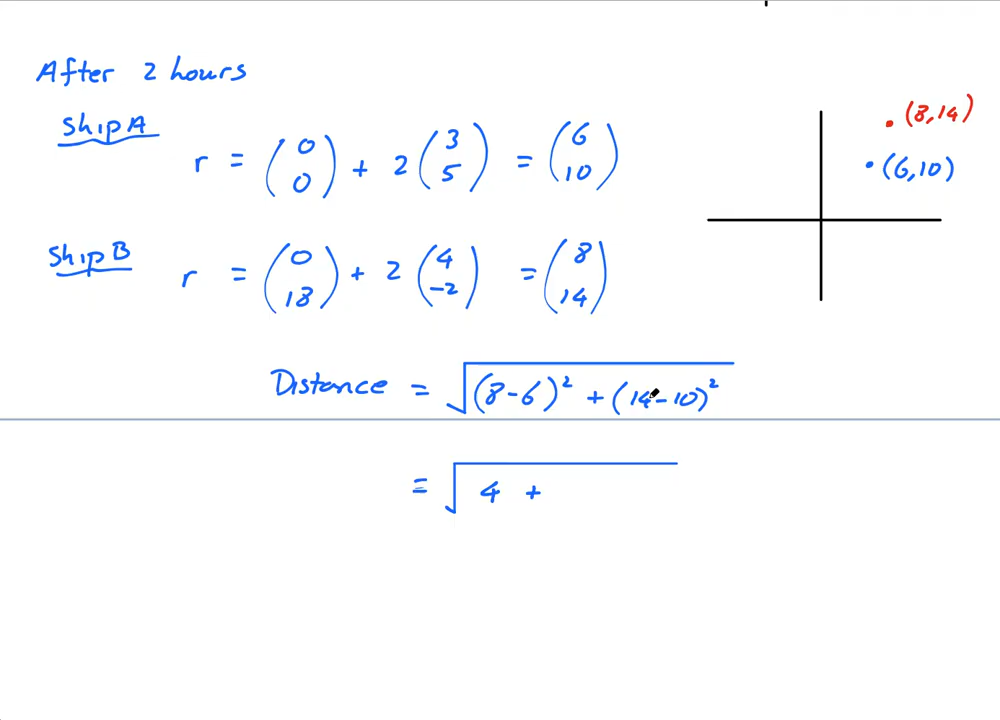 After 2 hours
Ship A
r = (0 0) + 2 (3 5) = (6 10)
(8,14)
(6,10)
Ship B
r = (0 18) + 2 (4 -2) = (8 14)
Distance = √(8-6)² + (14-10)²
= √4 +